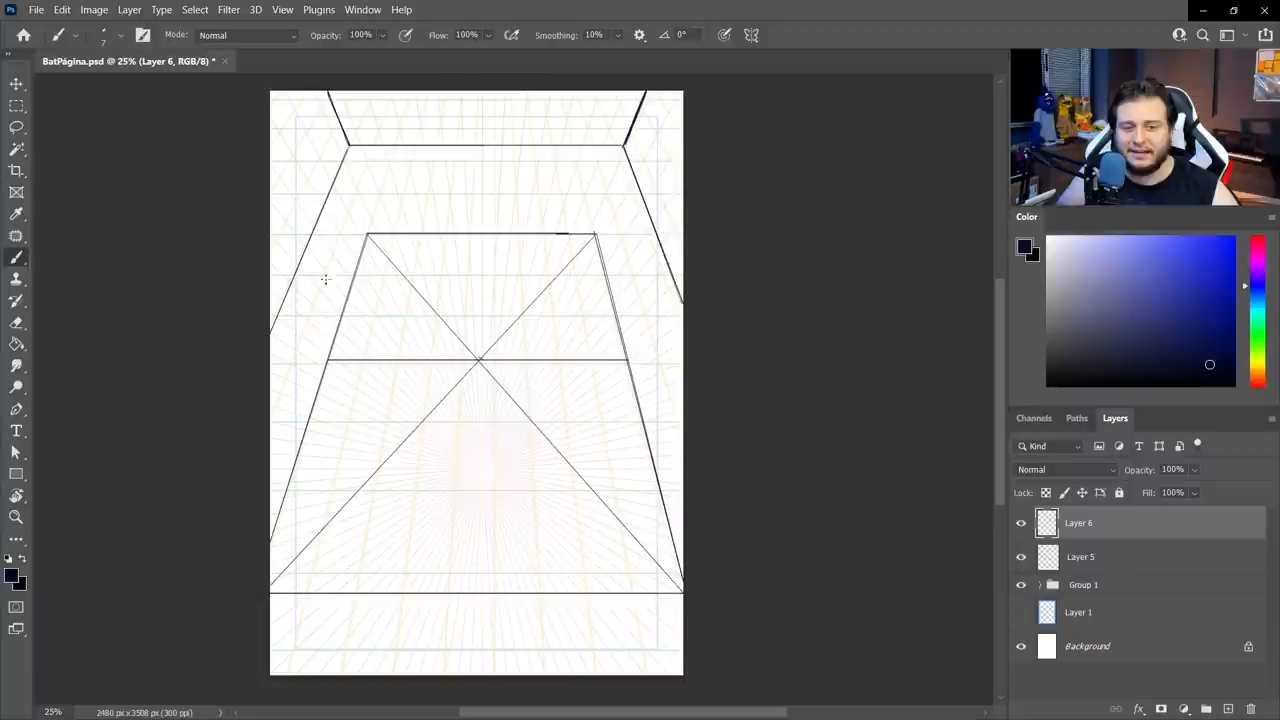 Ps File Edit Image Layer Type Select Filter 3D View Plugins Window Help
7 Mode: Normal Opacity: 100% Flow: 100% Smoothing: 10% 0°
BatPágina.psd @ 25% (Layer 6, RGB/8) *
Color
Channels Paths Layers
Kind
Normal Opacity: 100%
Lock: Fill: 100%
Layer 6
Layer 5
Group 1
Layer 1
Background
25% 2480 px x 3508 px (300 ppi)